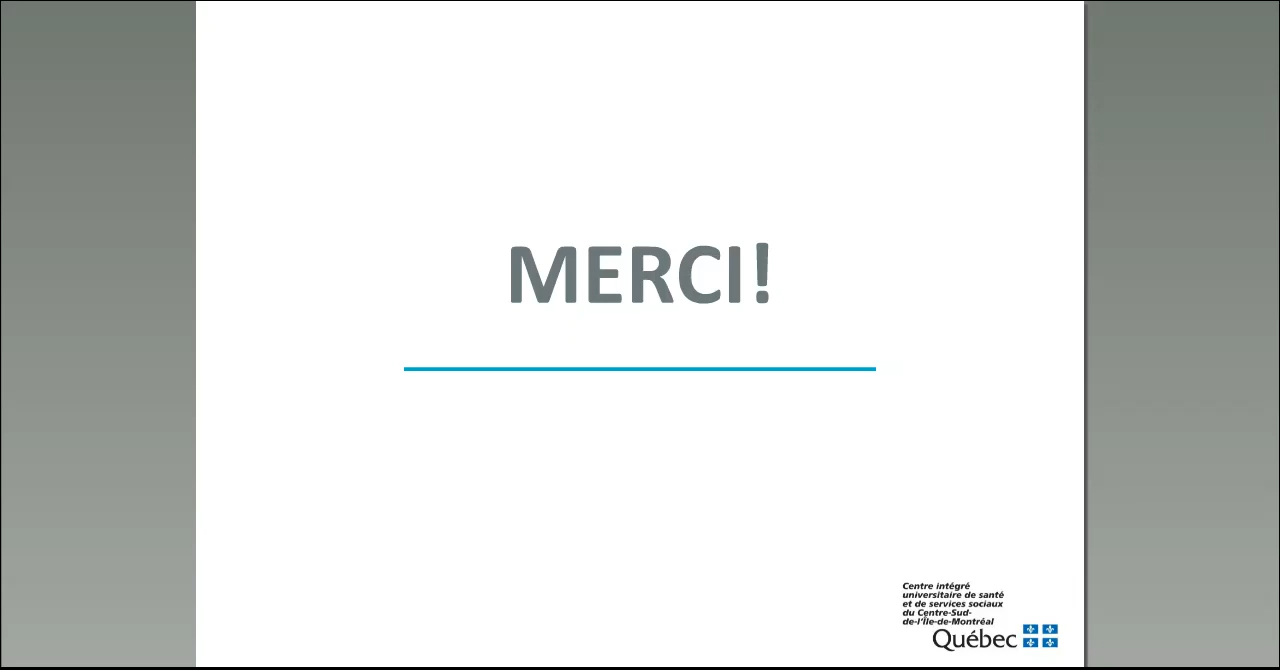 MERCI!
Centre intégré
universitaire de santé
et de services sociaux
du Centre-Sud-
de-l'Île-de-Montréal
Québec